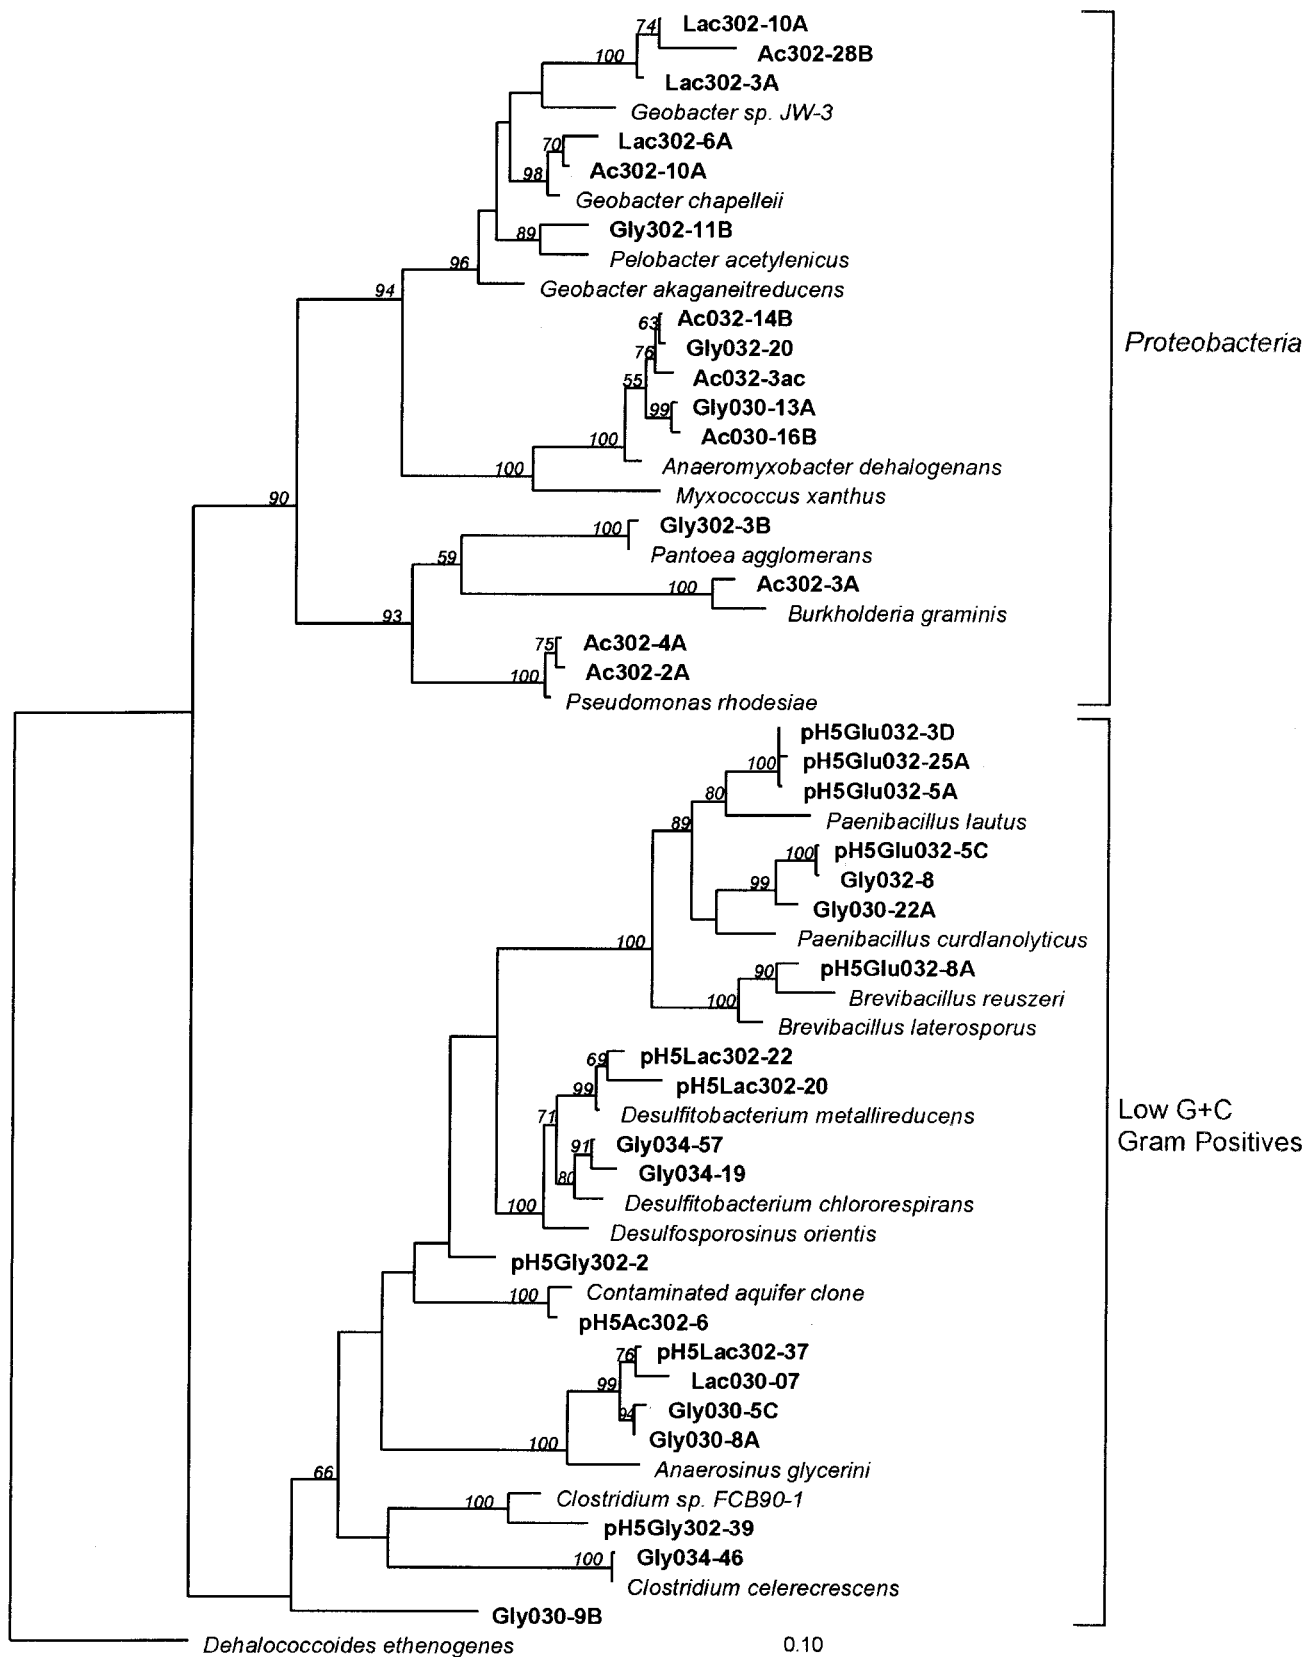 74 Lac302-10A
Ac302-28B
100
Lac302-3A
Geobacter sp. JW-3
Lac302-6A
70
Ac302-10A
98
Geobacter chapelleii
Gly302-11B
89
Pelobacter acetylenicus
96
Geobacter akaganeitreducens
94
Ac032-14B
63
Gly032-20
76
Ac032-3ac
55
Gly030-13A
99
Ac030-16B
100
Anaeromyxobacter dehalogenans
100
Myxococcus xanthus
Proteobacteria
90
Gly302-3B
100
Pantoea agglomerans
59
Ac302-3A
100
Burkholderia graminis
93
75 Ac302-4A
Ac302-2A
100
Pseudomonas rhodesiae
pH5Glu032-3D
100 pH5Glu032-25A
pH5Glu032-5A
80
Paenibacillus lautus
89
100 pH5Glu032-5C
Gly032-8
99
Gly030-22A
Paenibacillus curdlanolyticus
100
90 pH5Glu032-8A
Brevibacillus reuszeri
100
Brevibacillus laterosporus
69 pH5Lac302-22
pH5Lac302-20
99
Desulfitobacterium metallireducens
71
91 Gly034-57
Gly034-19
80
Desulfitobacterium chlororespirans
100
Desulfosporosinus orientis
Low G+C
Gram Positives
pH5Gly302-2
Contaminated aquifer clone
100
pH5Ac302-6
76 pH5Lac302-37
Lac030-07
99
Gly030-5C
94
Gly030-8A
100
Anaerosinus glycerini
66
Clostridium sp. FCB90-1
100
pH5Gly302-39
100 Gly034-46
Clostridium celerecrescens
Gly030-9B
Dehalococcoides ethenogenes
0.10